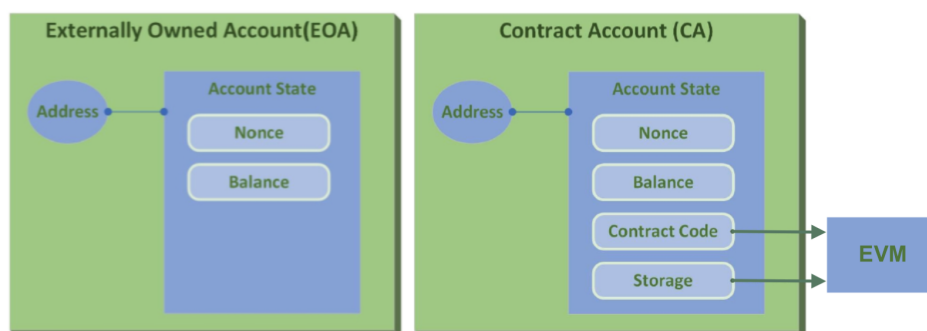 Externally Owned Account(EOA)
Address
Account State
Nonce
Balance
Contract Account (CA)
Address
Account State
Nonce
Balance
Contract Code
Storage
EVM